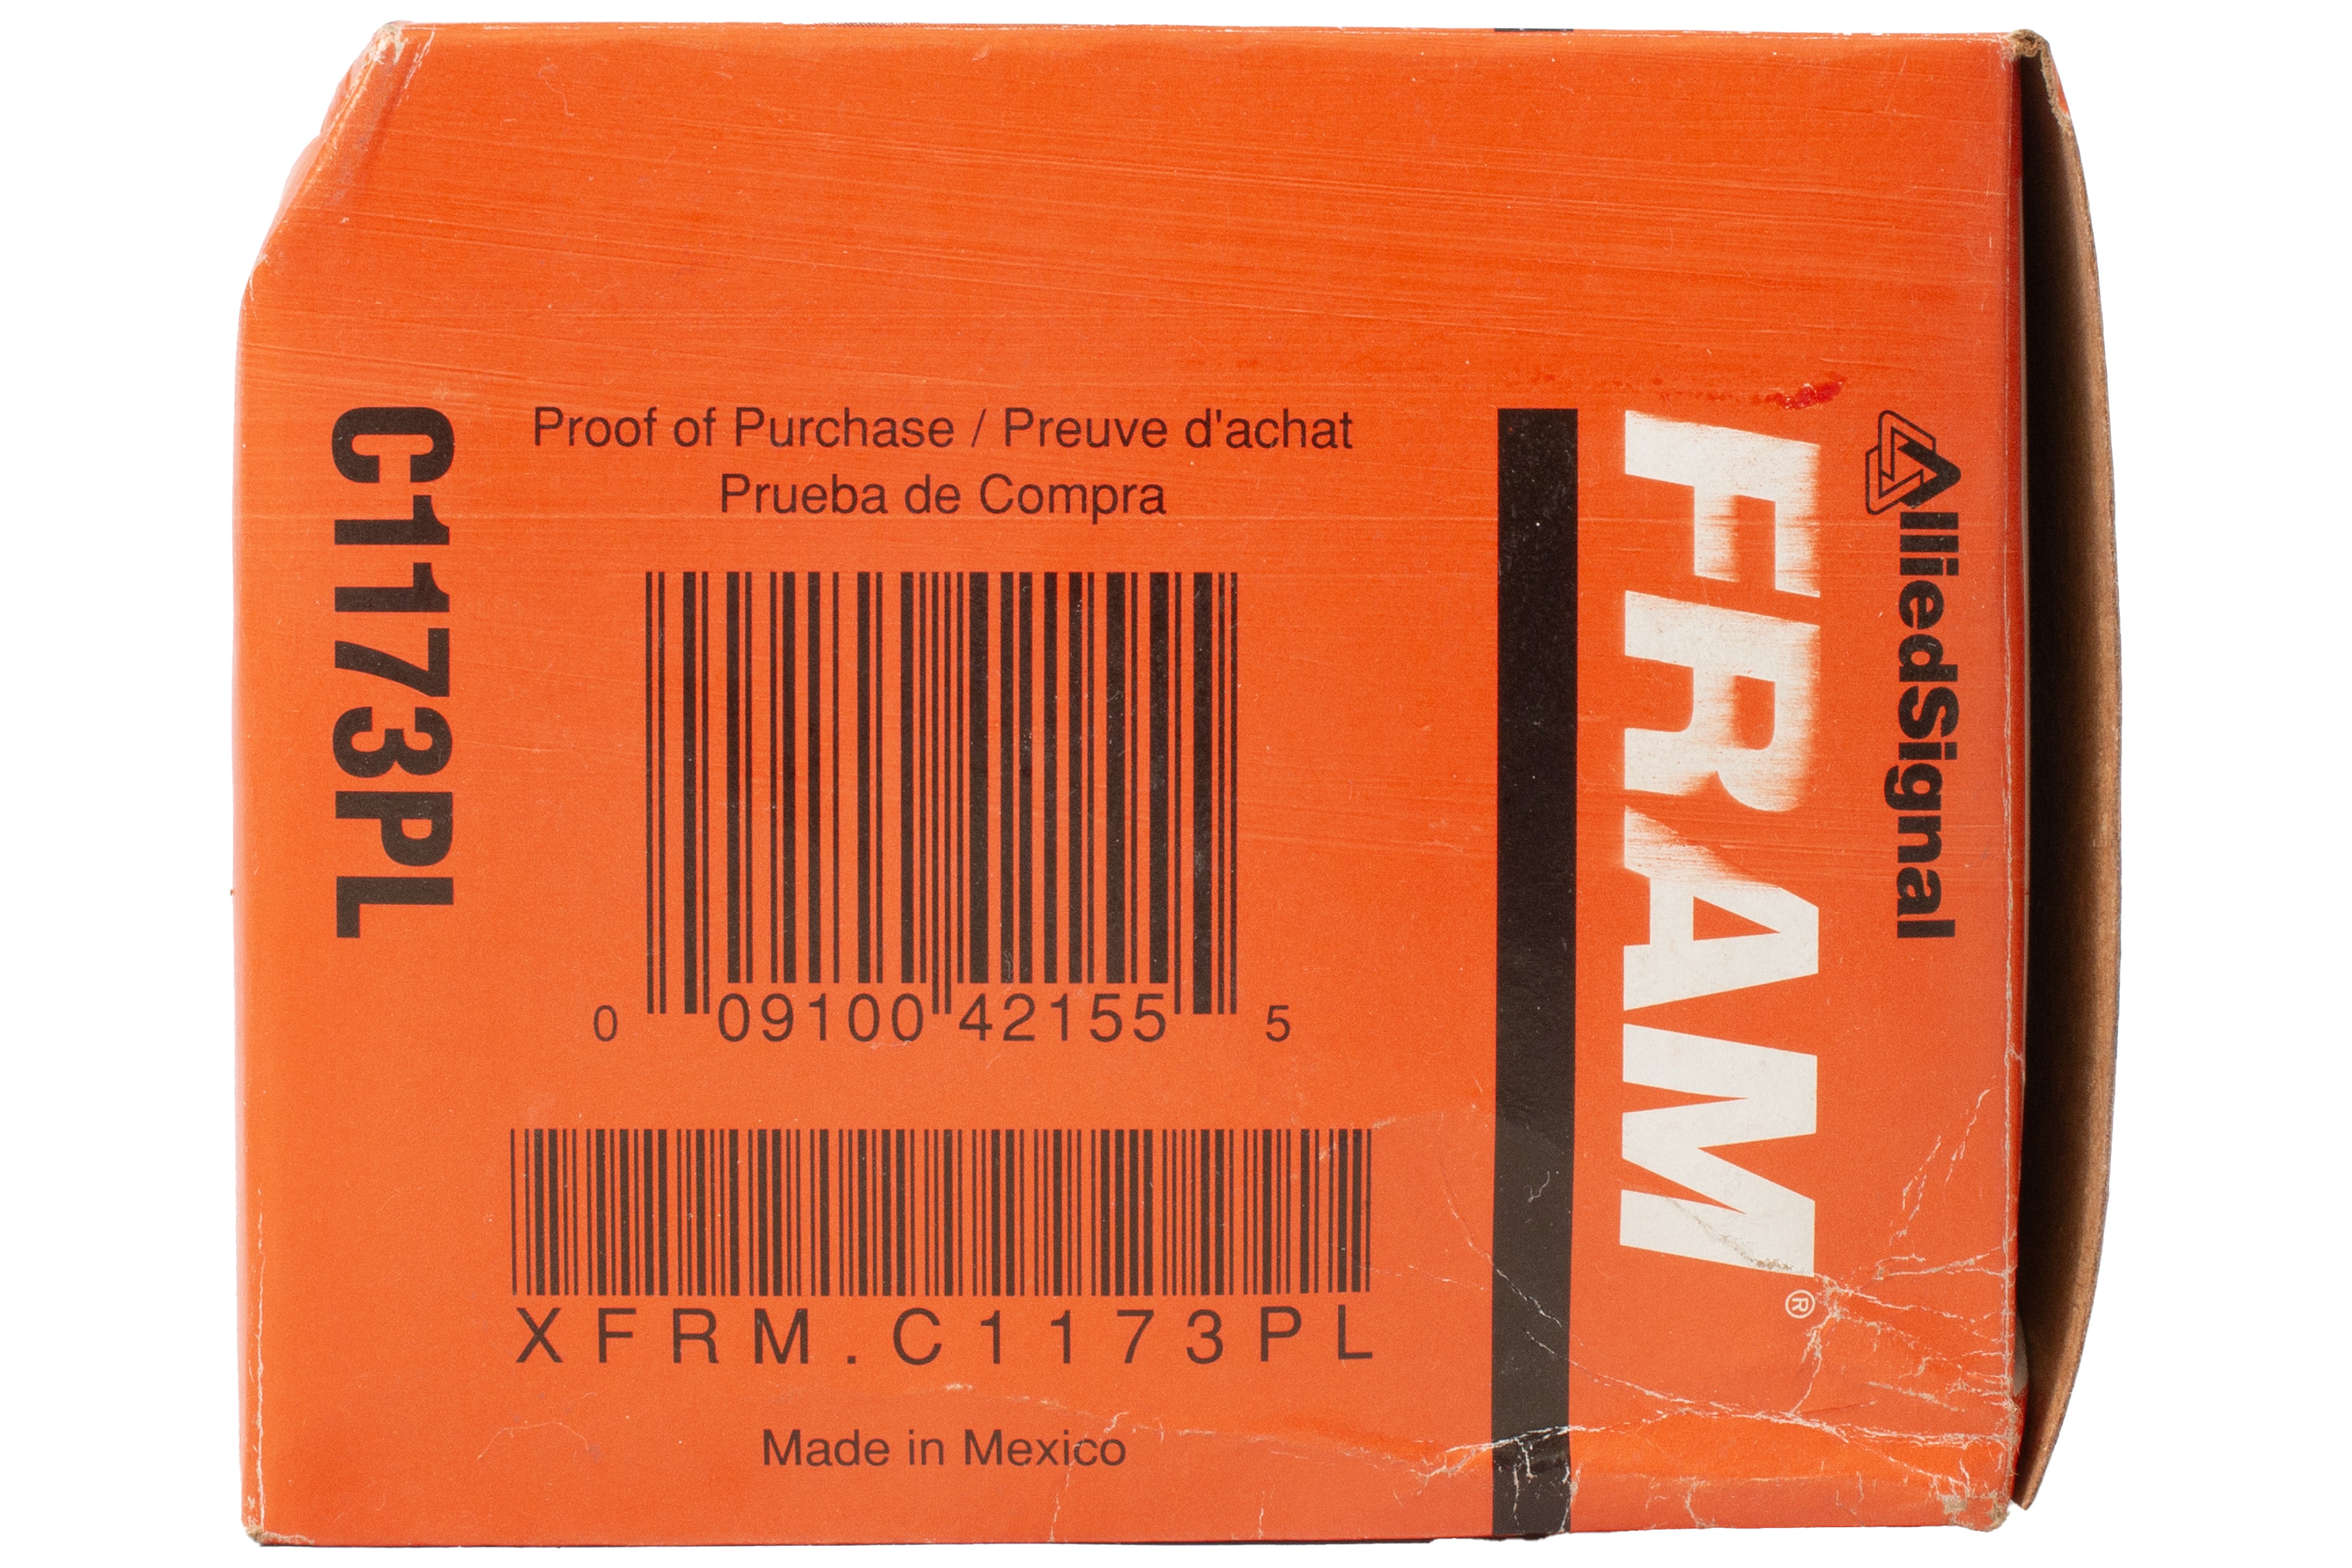 Proof of Purchase / Preuve d'achat
Prueba de Compra
0 09100 42155 5
XFRM.C1173PL
Made in Mexico
C1173PL
FRAM®
AlliedSignal